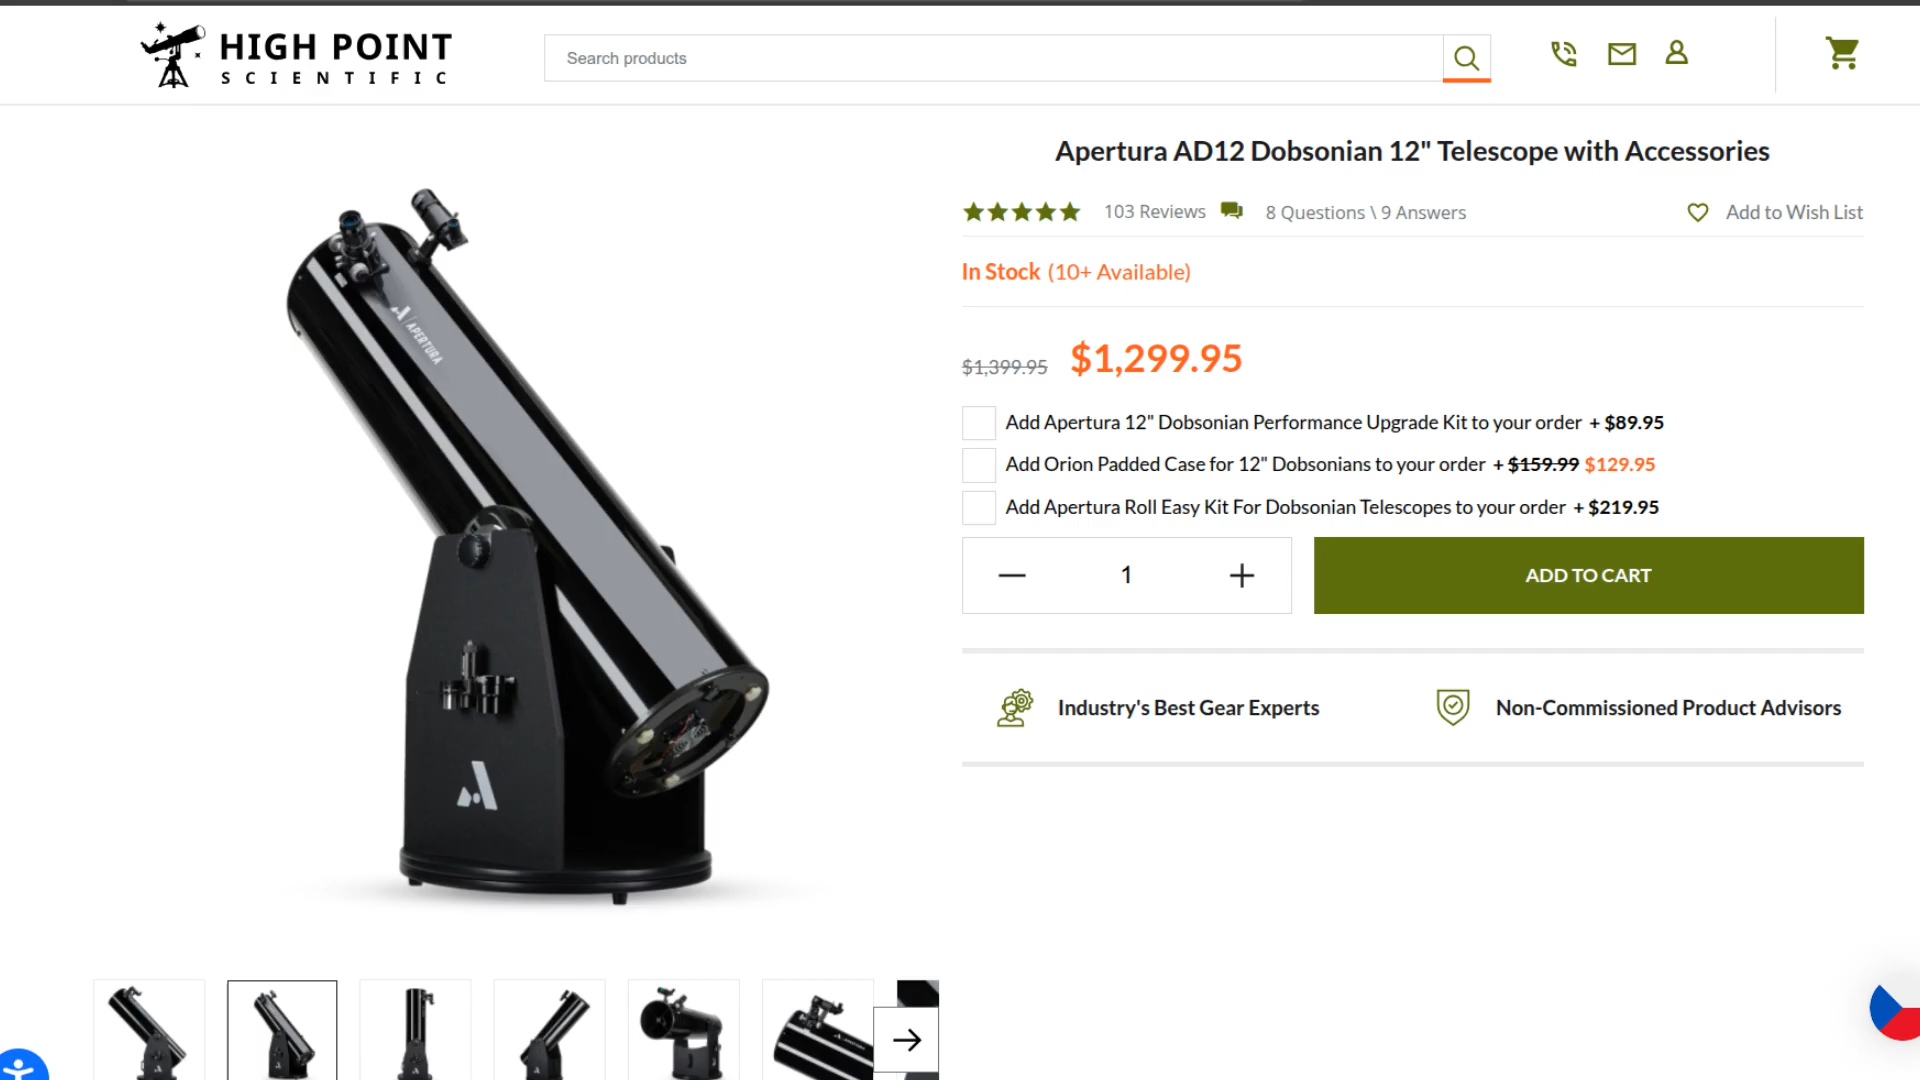 HIGH POINT
SCIENTIFIC
Search products
Apertura AD12 Dobsonian 12" Telescope with Accessories
103 Reviews
8 Questions \ 9 Answers
Add to Wish List
In Stock (10+ Available)
$1,399.95 $1,299.95
Add Apertura 12" Dobsonian Performance Upgrade Kit to your order + $89.95
Add Orion Padded Case for 12" Dobsonians to your order + $159.99 $129.95
Add Apertura Roll Easy Kit For Dobsonian Telescopes to your order + $219.95
1
ADD TO CART
Industry's Best Gear Experts
Non-Commissioned Product Advisors
APERTURA